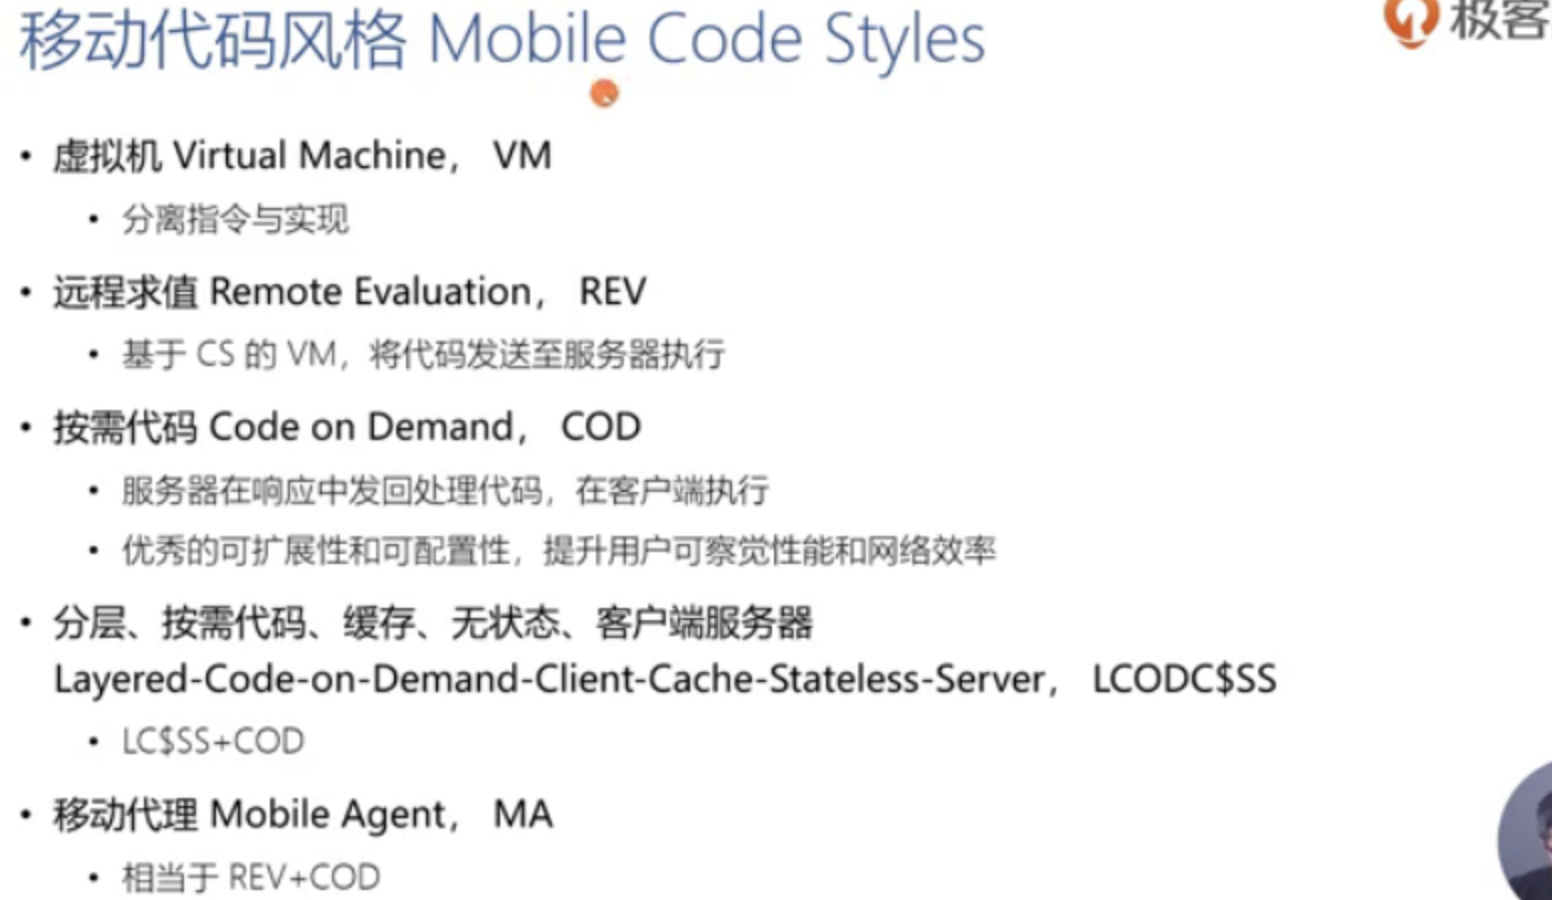 移动代码风格 Mobile Code Styles
极客
• 虚拟机 Virtual Machine， VM
• 分离指令与实现
• 远程求值 Remote Evaluation， REV
• 基于 CS 的 VM，将代码发送至服务器执行
• 按需代码 Code on Demand， COD
• 服务器在响应中发回处理代码，在客户端执行
• 优秀的可扩展性和可配置性，提升用户可察觉性能和网络效率
• 分层、按需代码、缓存、无状态、客户端服务器
Layered-Code-on-Demand-Client-Cache-Stateless-Server， LCODC$SS
• LC$SS+COD
• 移动代理 Mobile Agent， MA
• 相当于 REV+COD